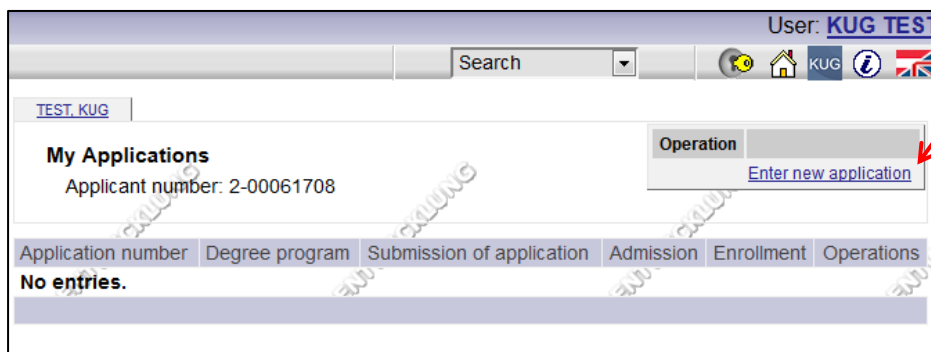 User: KUG TEST
Search
KUG
TEST, KUG
Operation
My Applications
Enter new application
Applicant number: 2-00061708
Application number Degree program Submission of application Admission Enrollment Operations
No entries.